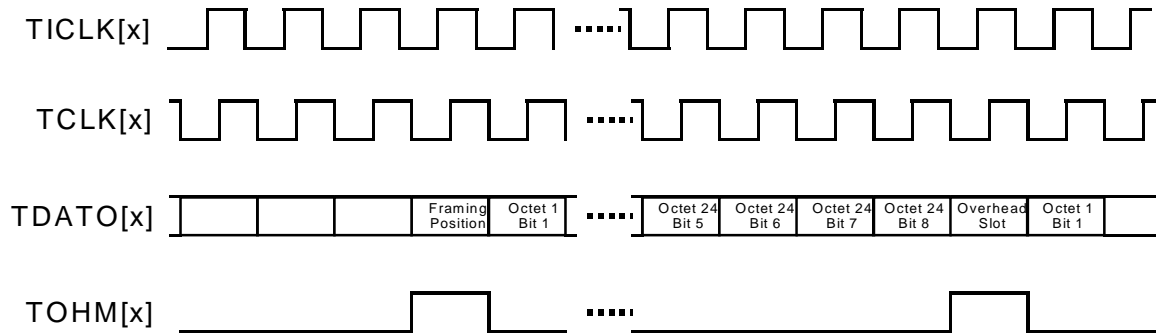 TICLK[x]
TCLK[x]
TDATO[x]
Framing
Position
Octet 1
Bit 1
Octet 24
Bit 5
Octet 24
Bit 6
Octet 24
Bit 7
Octet 24
Bit 8
Overhead
Slot
Octet 1
Bit 1
TOHM[x]